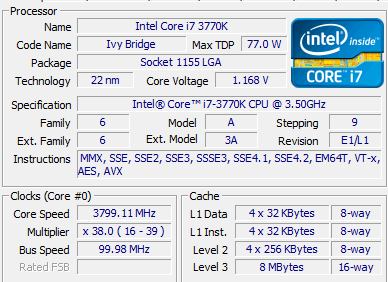 Processor
Name Intel Core i7 3770K
Code Name Ivy Bridge Max TDP 77.0 W
Package Socket 1155 LGA
Technology 22 nm Core Voltage 1.168 V
intel inside™
CORE™ i7
Specification Intel® Core™ i7-3770K CPU @ 3.50GHz
Family 6 Model A Stepping 9
Ext. Family 6 Ext. Model 3A Revision E1/L1
Instructions MMX, SSE, SSE2, SSE3, SSSE3, SSE4.1, SSE4.2, EM64T, VT-x,
AES, AVX
Clocks (Core #0)
Core Speed 3799.11 MHz
Multiplier x 38.0 ( 16 - 39 )
Bus Speed 99.98 MHz
Rated FSB
Cache
L1 Data 4 x 32 KBytes 8-way
L1 Inst. 4 x 32 KBytes 8-way
Level 2 4 x 256 KBytes 8-way
Level 3 8 MBytes 16-way